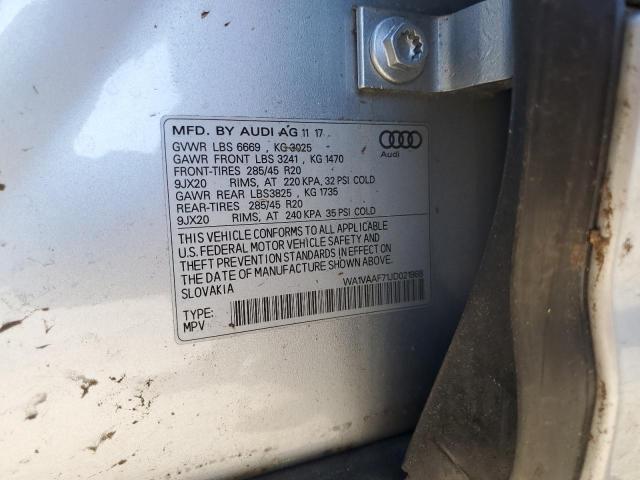 MFD. BY AUDI AG 11 17
GVWR LBS 6669 , KG 3025
GAWR FRONT LBS 3241 , KG 1470
FRONT-TIRES 285/45 R20
9JX20 RIMS, AT 220 KPA, 32 PSI COLD
GAWR REAR LBS3825 , KG 1735
REAR-TIRES 285/45 R20
9JX20 RIMS, AT 240 KPA 35 PSI COLD
Audi
THIS VEHICLE CONFORMS TO ALL APPLICABLE
U.S. FEDERAL MOTOR VEHICLE SAFETY AND
THEFT PREVENTION STANDARDS IN EFFECT ON
THE DATE OF MANUFACTURE SHOWN ABOVE
SLOVAKIA
WA1VAAF71JD021988
TYPE:
MPV